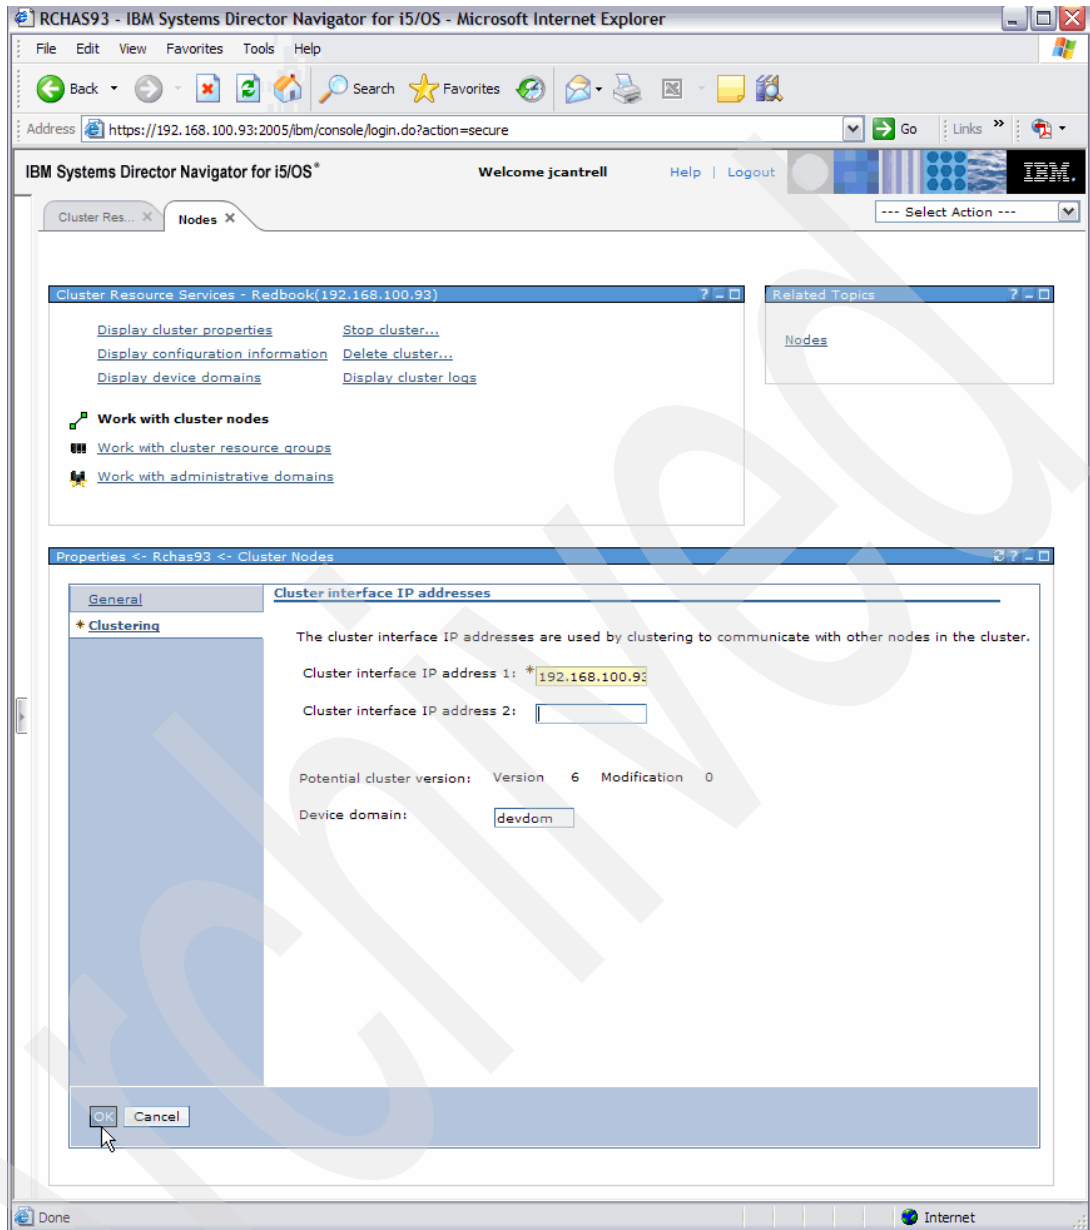 RCHAS93 - IBM Systems Director Navigator for i5/OS - Microsoft Internet Explorer
File Edit View Favorites Tools Help
Back Search Favorites
Address https://192.168.100.93:2005/ibm/console/login.do?action=secure Go Links »
IBM Systems Director Navigator for i5/OS® Welcome jcantrell Help | Logout IBM.
Cluster Res... × Nodes × --- Select Action ---
Cluster Resource Services - Redbook(192.168.100.93) ?
Related Topics ?
Display cluster properties Stop cluster...
Nodes
Display configuration information Delete cluster...
Display device domains Display cluster logs
Work with cluster nodes
Work with cluster resource groups
Work with administrative domains
Properties <- Rchas93 <- Cluster Nodes ?
General
* Clustering
Cluster interface IP addresses
The cluster interface IP addresses are used by clustering to communicate with other nodes in the cluster.
Cluster interface IP address 1: * 192.168.100.93
Cluster interface IP address 2:
Potential cluster version: Version 6 Modification 0
Device domain: devdom
OK Cancel
Done Internet
rchived